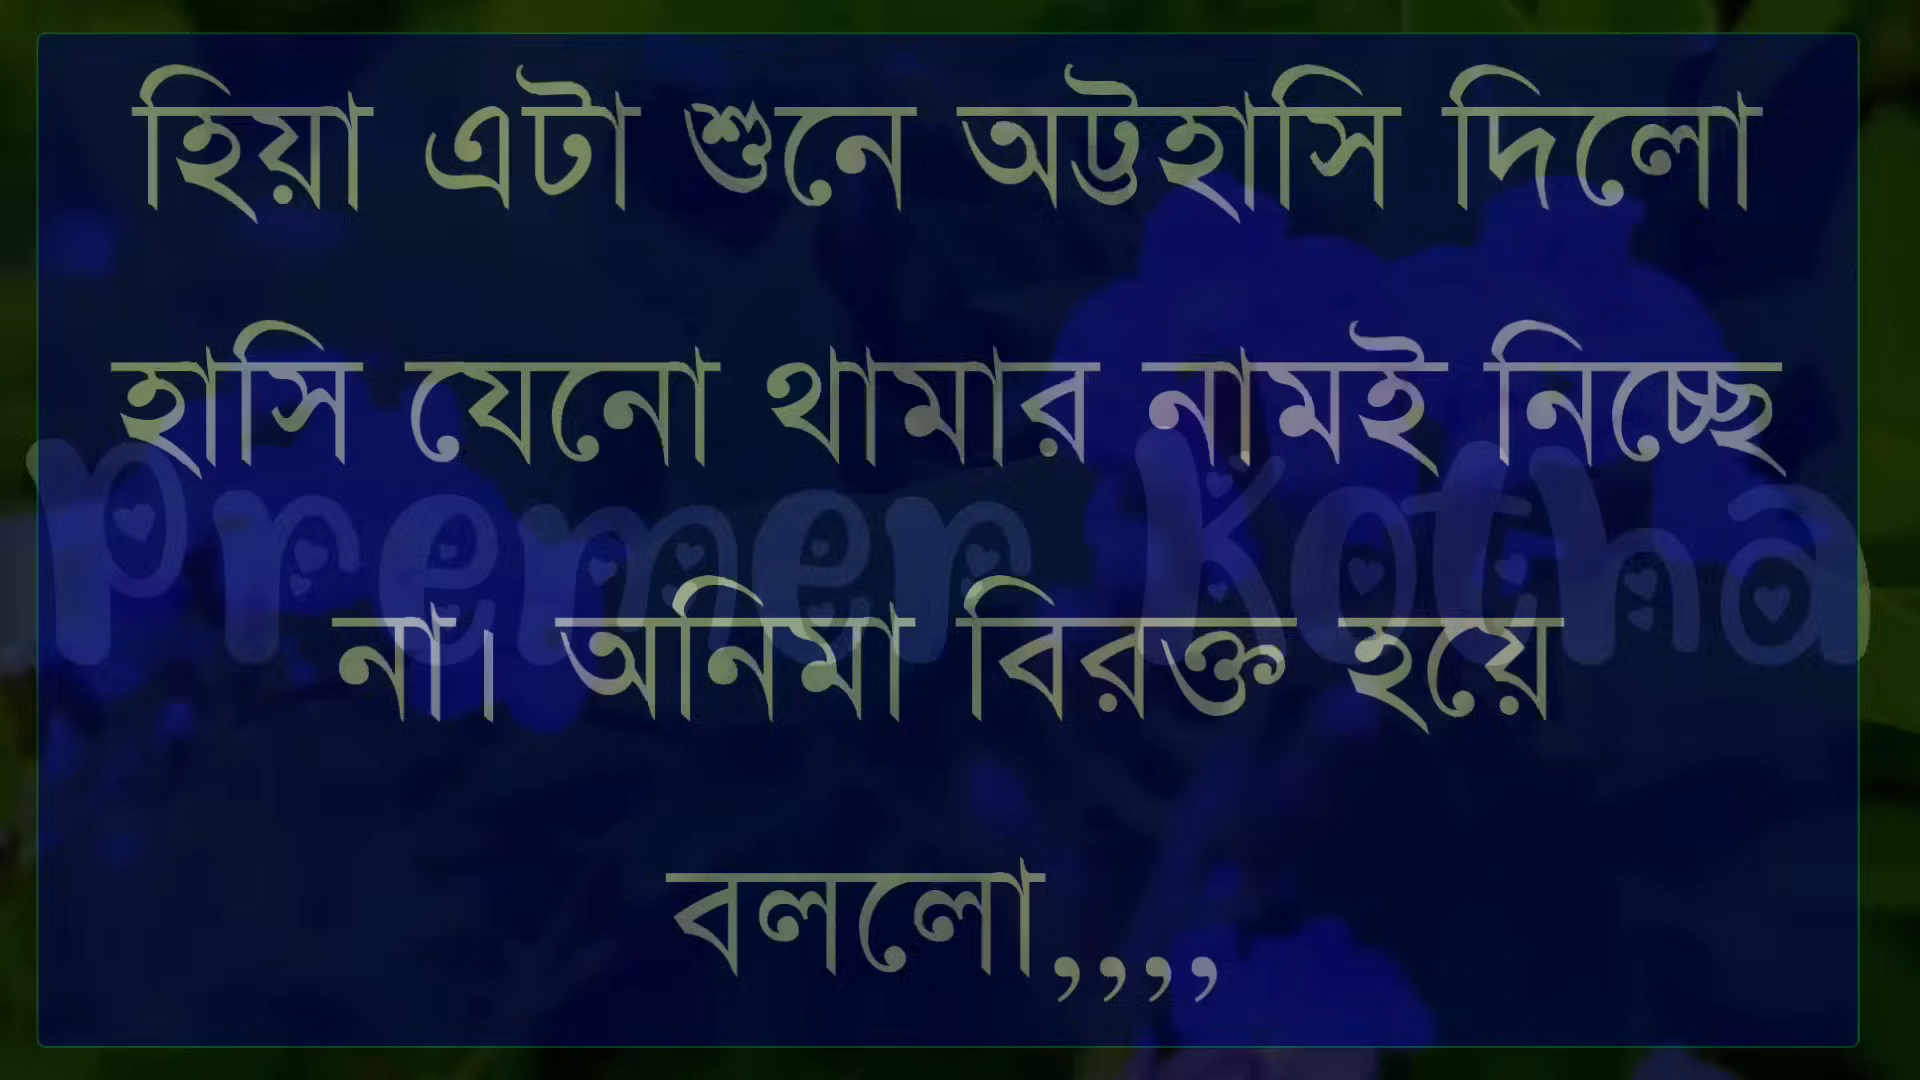 হিয়া এটা শুনে অট্টহাসি দিলো
হাসি যেনো থামার নামই নিচ্ছে
Premer Kotha
না। অনিমা বিরক্ত হয়ে
বললো,,,,